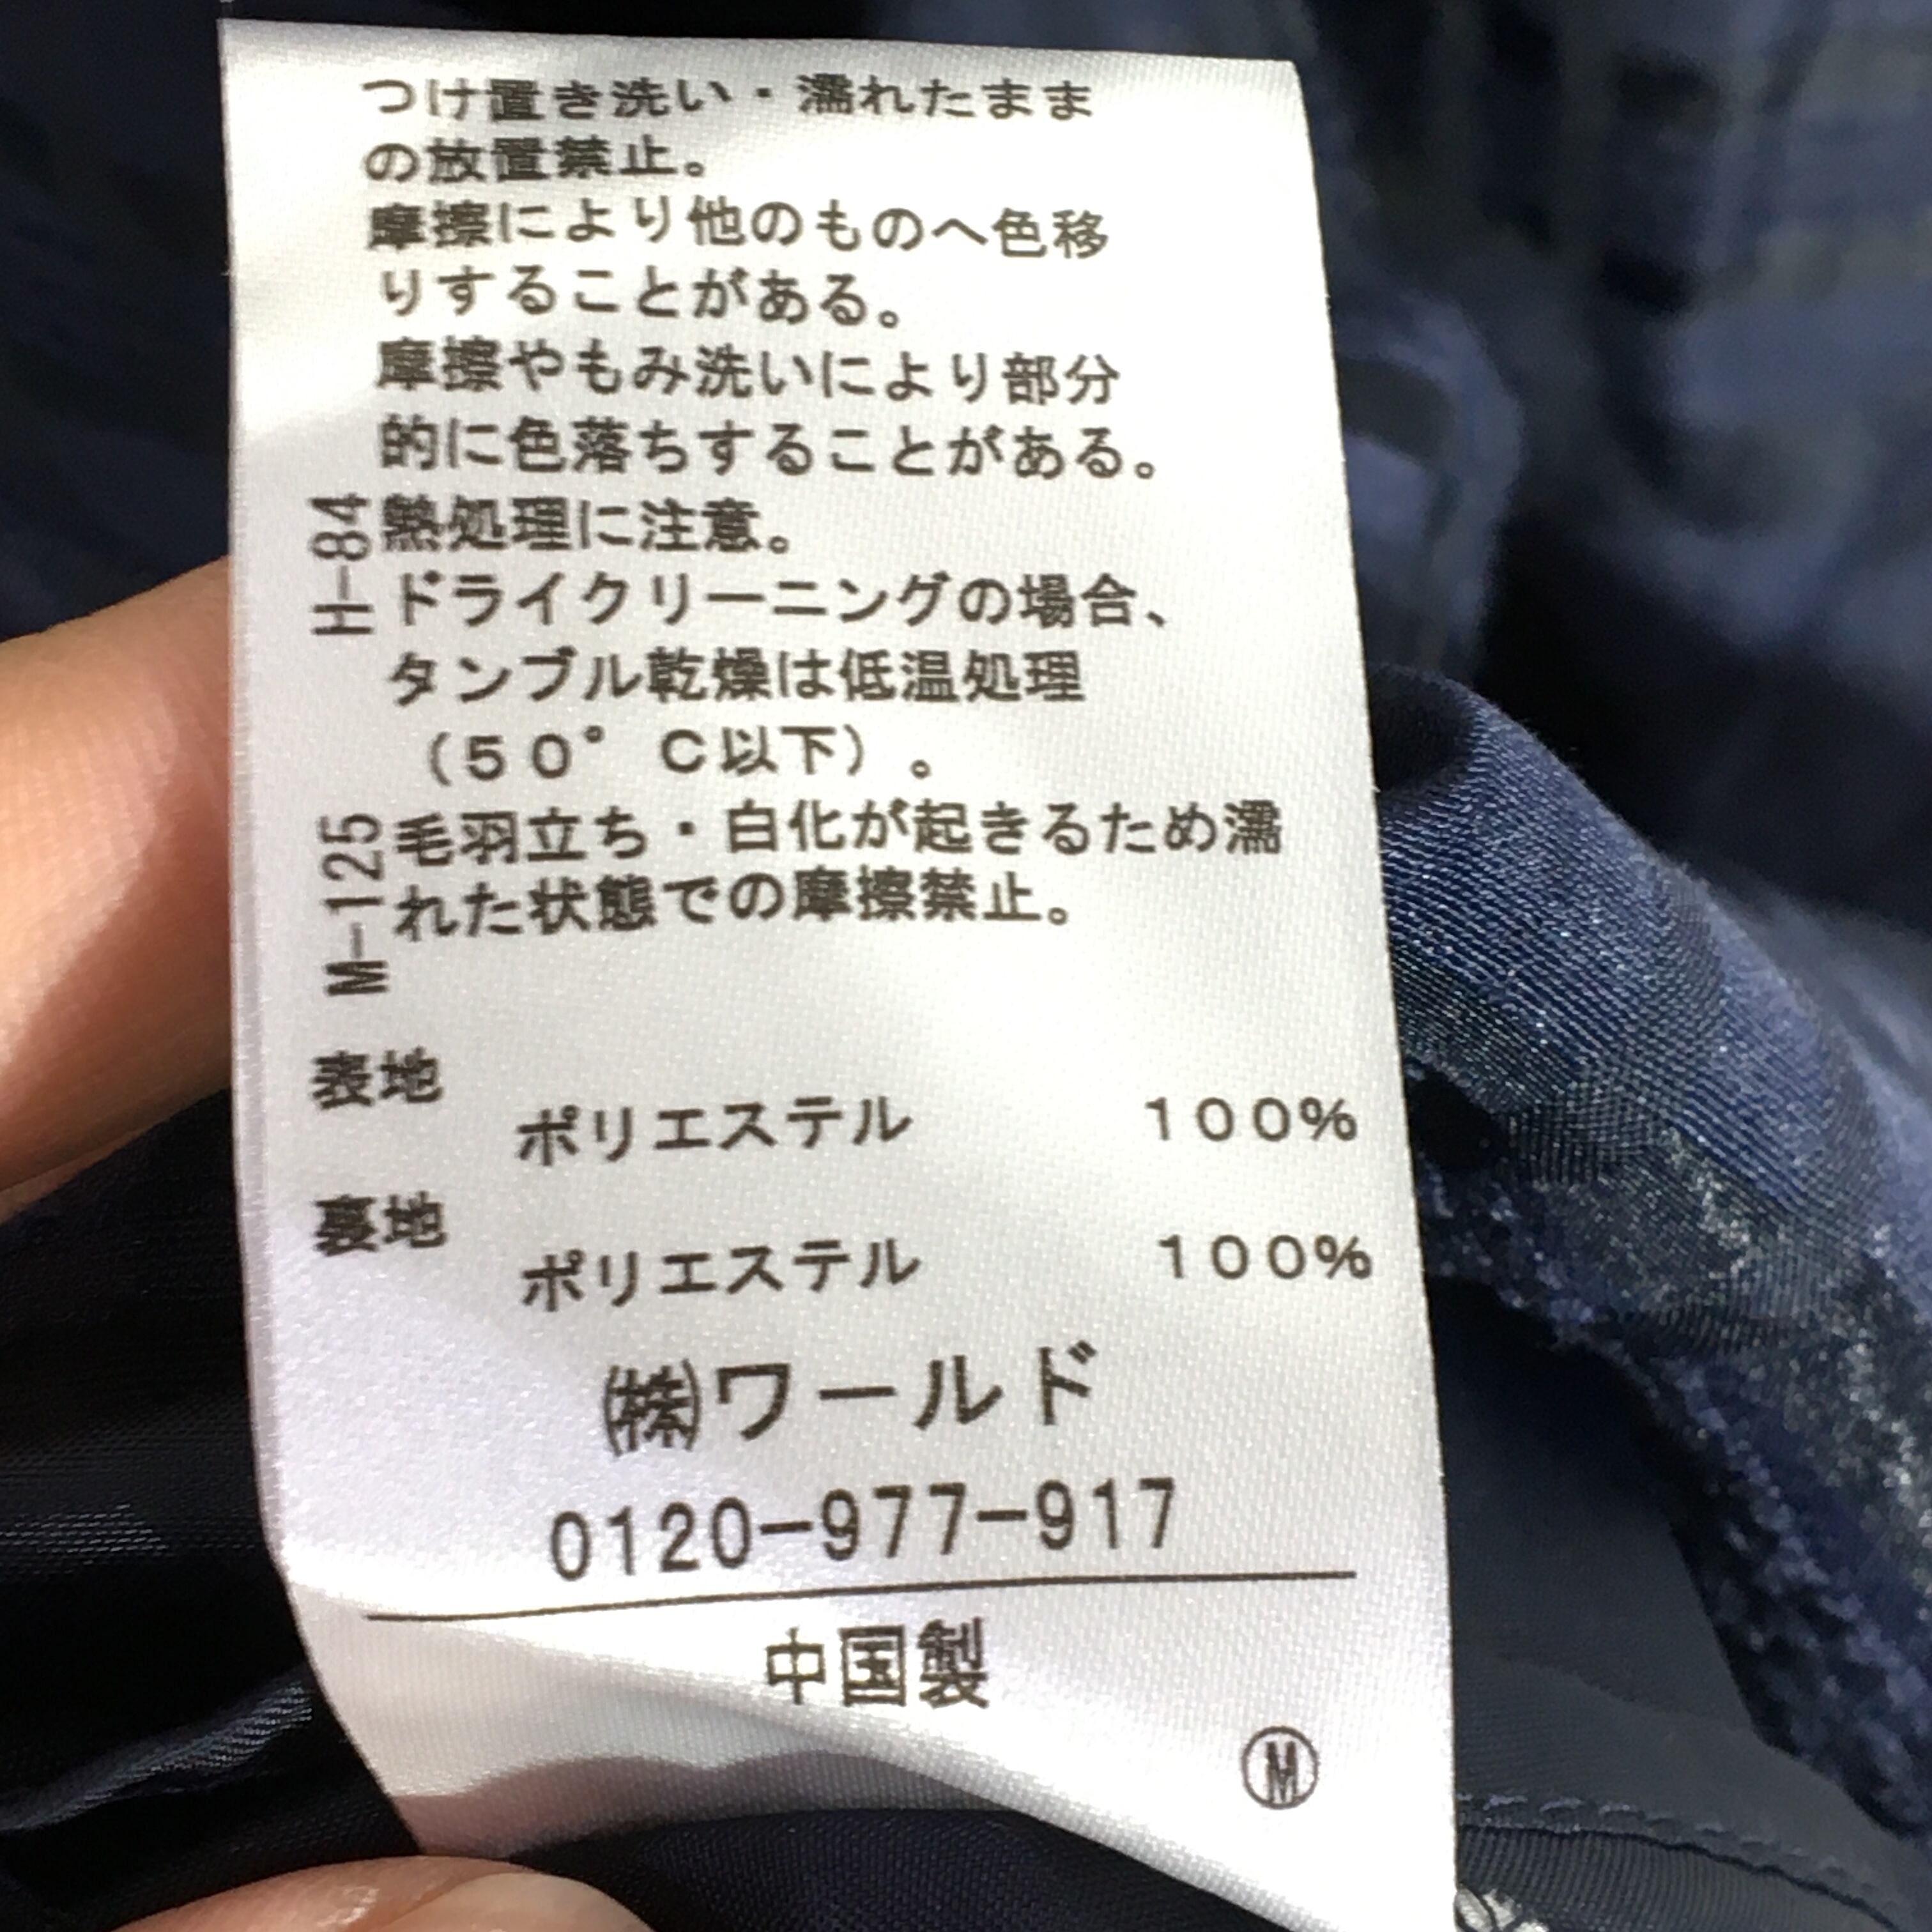 つけ置き洗い・濡れたまま
の放置禁止。
摩擦により他のものへ色移
りすることがある。
摩擦やもみ洗いにより部分
的に色落ちすることがある。
H-84
熱処理に注意。
ドライクリーニングの場合、
タンブル乾燥は低温処理
(50°C以下)。
M-125
毛羽立ち・白化が起きるため濡
れた状態での摩擦禁止。
表地
ポリエステル 100%
裏地
ポリエステル 100%
㈱ワールド
0120-977-917
中国製
Ⓜ